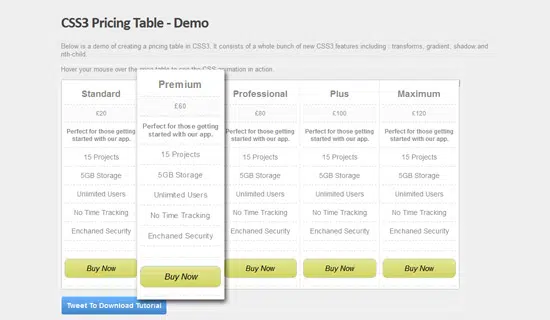 CSS3 Pricing Table - Demo
Below is a demo of creating a pricing table in CSS3. It consists of a whole bunch of new CSS3 features including : transforms, gradient, shadow and
nth-child.
Hover your mouse over the price table to see the CSS animation in action.
Standard
£20
Perfect for those getting
started with our app.
15 Projects
5GB Storage
Unlimited Users
No Time Tracking
Enchaned Security
Buy Now
Premium
£60
Perfect for those getting
started with our app.
15 Projects
5GB Storage
Unlimted Users
No Time Tracking
Enchaned Security
Buy Now
Professional
£80
Perfect for those getting
started with our app.
15 Projects
5GB Storage
Unlimted Users
No Time Tracking
Enchaned Security
Buy Now
Plus
£100
Perfect for those getting
started with our app.
15 Projects
5GB Storage
Unlimted Users
No Time Tracking
Enchaned Security
Buy Now
Maximum
£120
Perfect for those getting
started with our app.
15 Projects
5GB Storage
Unlimted Users
No Time Tracking
Enchaned Security
Buy Now
Tweet To Download Tutorial